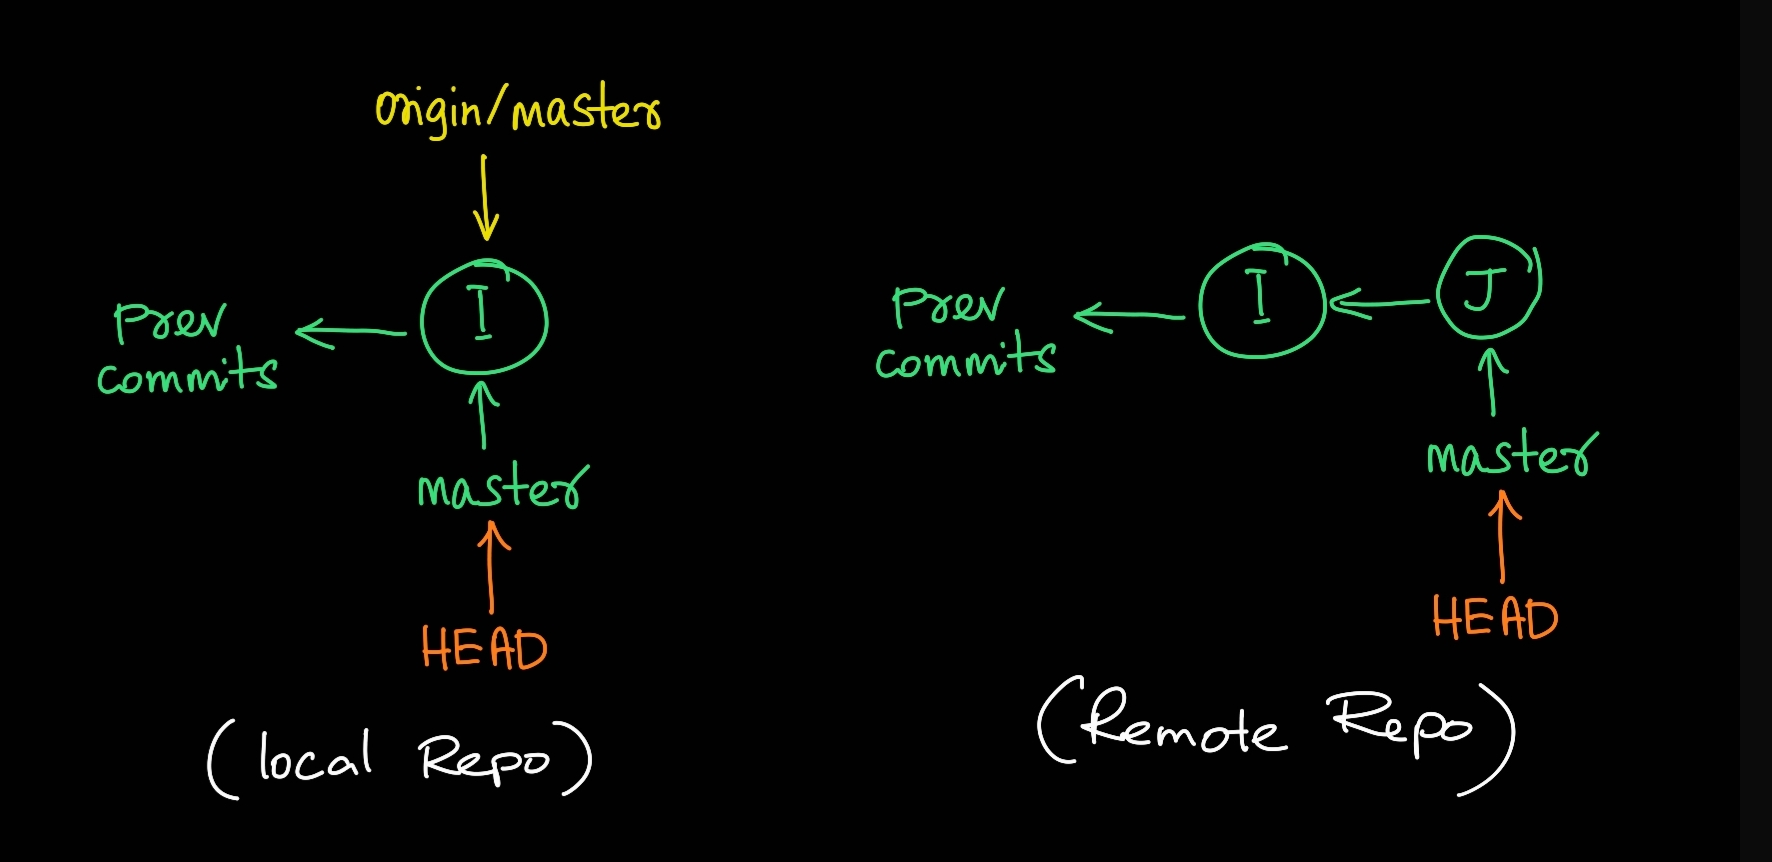 origin/master
I
Prev
commits
master
HEAD
(local Repo)
I
J
Prev
commits
master
HEAD
(Remote Repo)